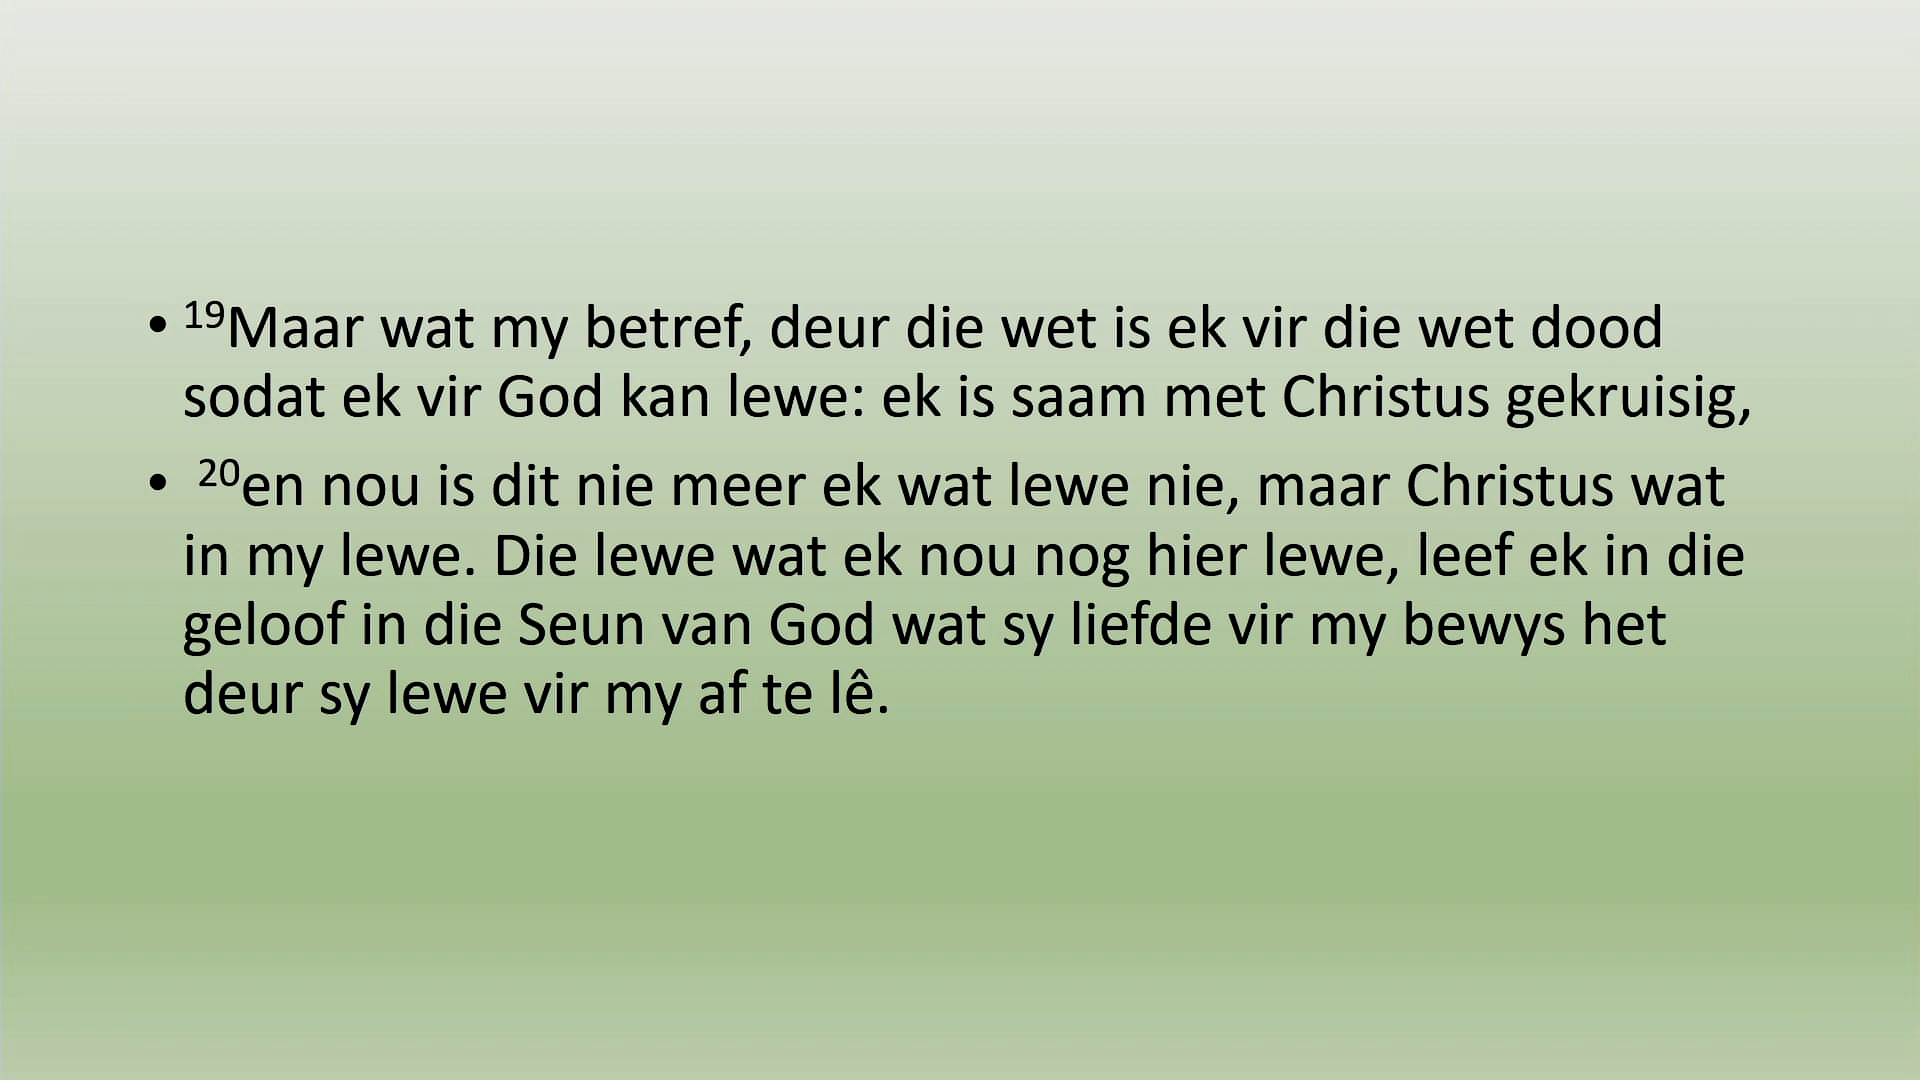 • ¹⁹Maar wat my betref, deur die wet is ek vir die wet dood
sodat ek vir God kan lewe: ek is saam met Christus gekruisig,
• ²⁰en nou is dit nie meer ek wat lewe nie, maar Christus wat
in my lewe. Die lewe wat ek nou nog hier lewe, leef ek in die
geloof in die Seun van God wat sy liefde vir my bewys het
deur sy lewe vir my af te lê.